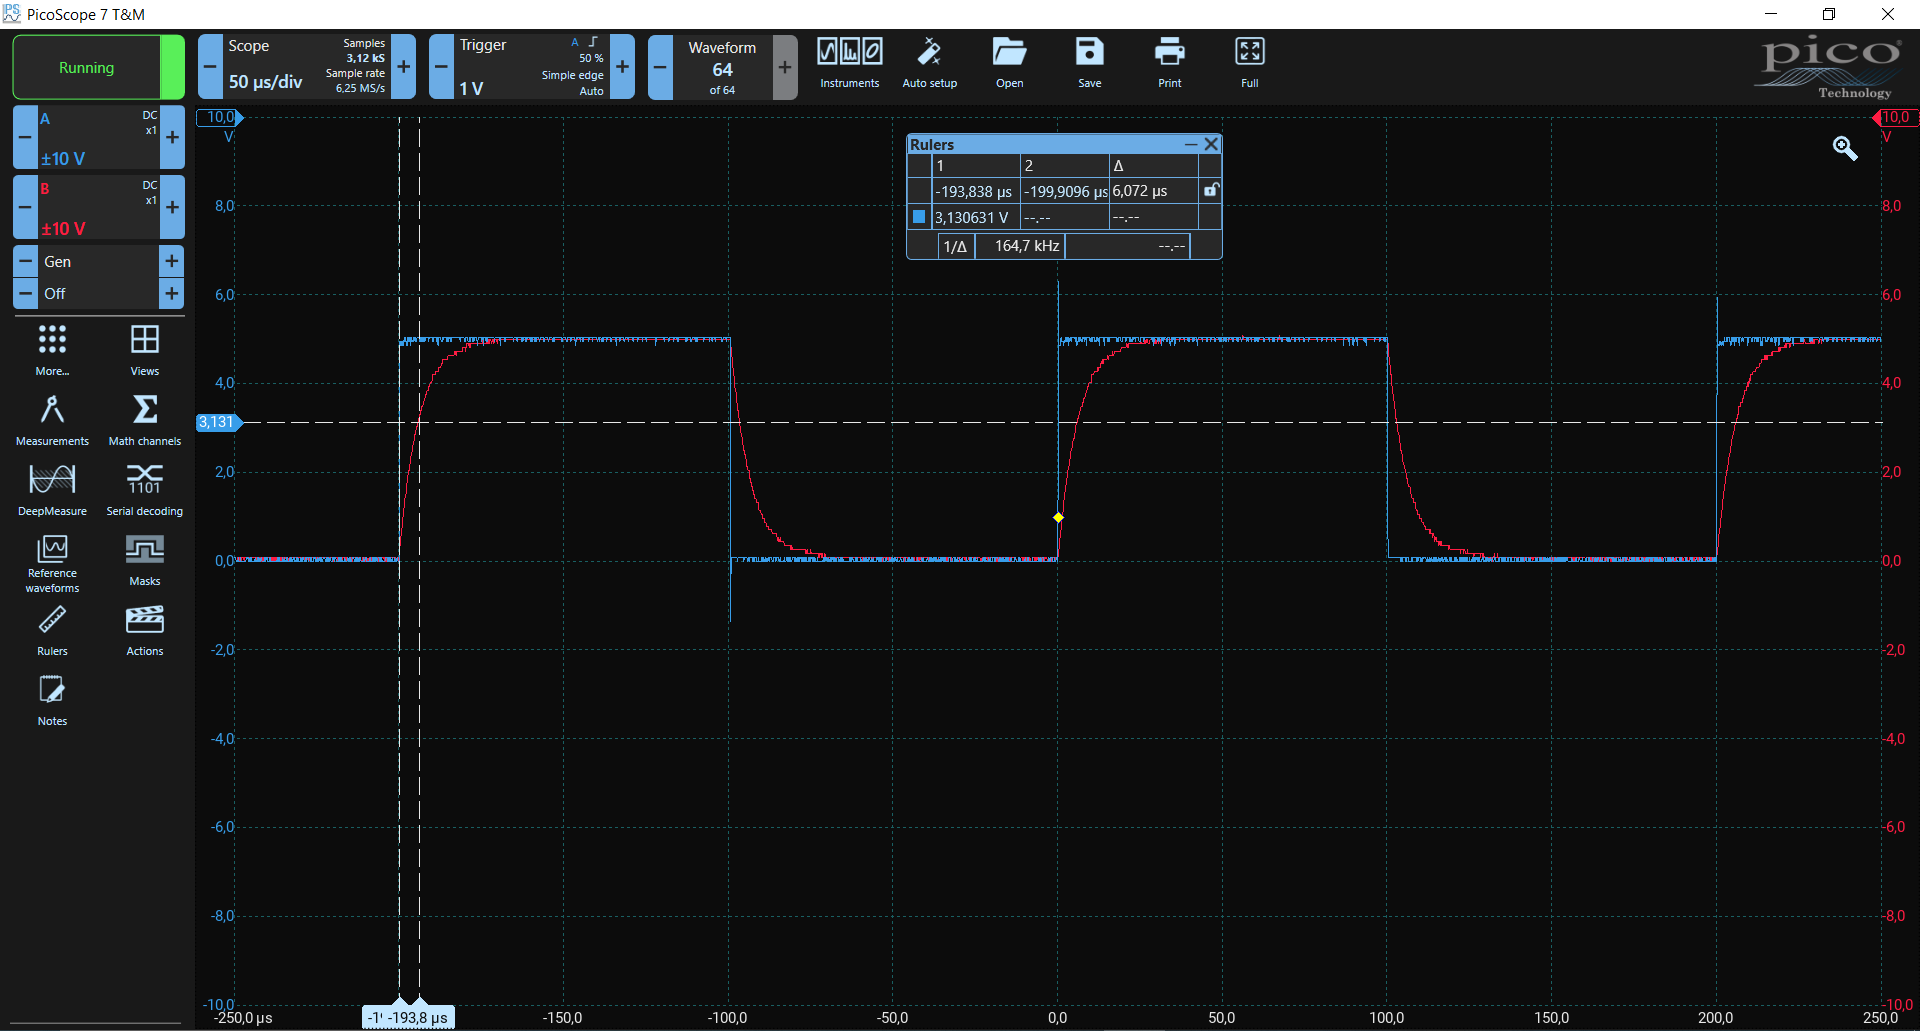 PicoScope 7 T&M
Running
Scope
50 µs/div
Samples
3,12 kS
Sample rate
6,25 MS/s
Trigger
1 V
A
50 %
Simple edge
Auto
Waveform
64
of 64
Instruments
Auto setup
Open
Save
Print
Full
pico
Technology
A
DC
x1
±10 V
B
DC
x1
±10 V
Gen
Off
More...
Views
Measurements
Math channels
DeepMeasure
1101
Serial decoding
Reference
waveforms
Masks
Rulers
Actions
Notes
Rulers
1 2 Δ
-193,838 µs -199,9096 µs 6,072 µs
3,130631 V --.-- --.--
1/Δ 164,7 kHz --.--
10,0
V
8,0
6,0
4,0
3,131
2,0
0,0
-2,0
-4,0
-6,0
-8,0
-10,0
10,0
V
8,0
6,0
4,0
2,0
0,0
-2,0
-4,0
-6,0
-8,0
-10,0
-250,0 µs -193,8 µs -150,0 -100,0 -50,0 0,0 50,0 100,0 150,0 200,0 250,0